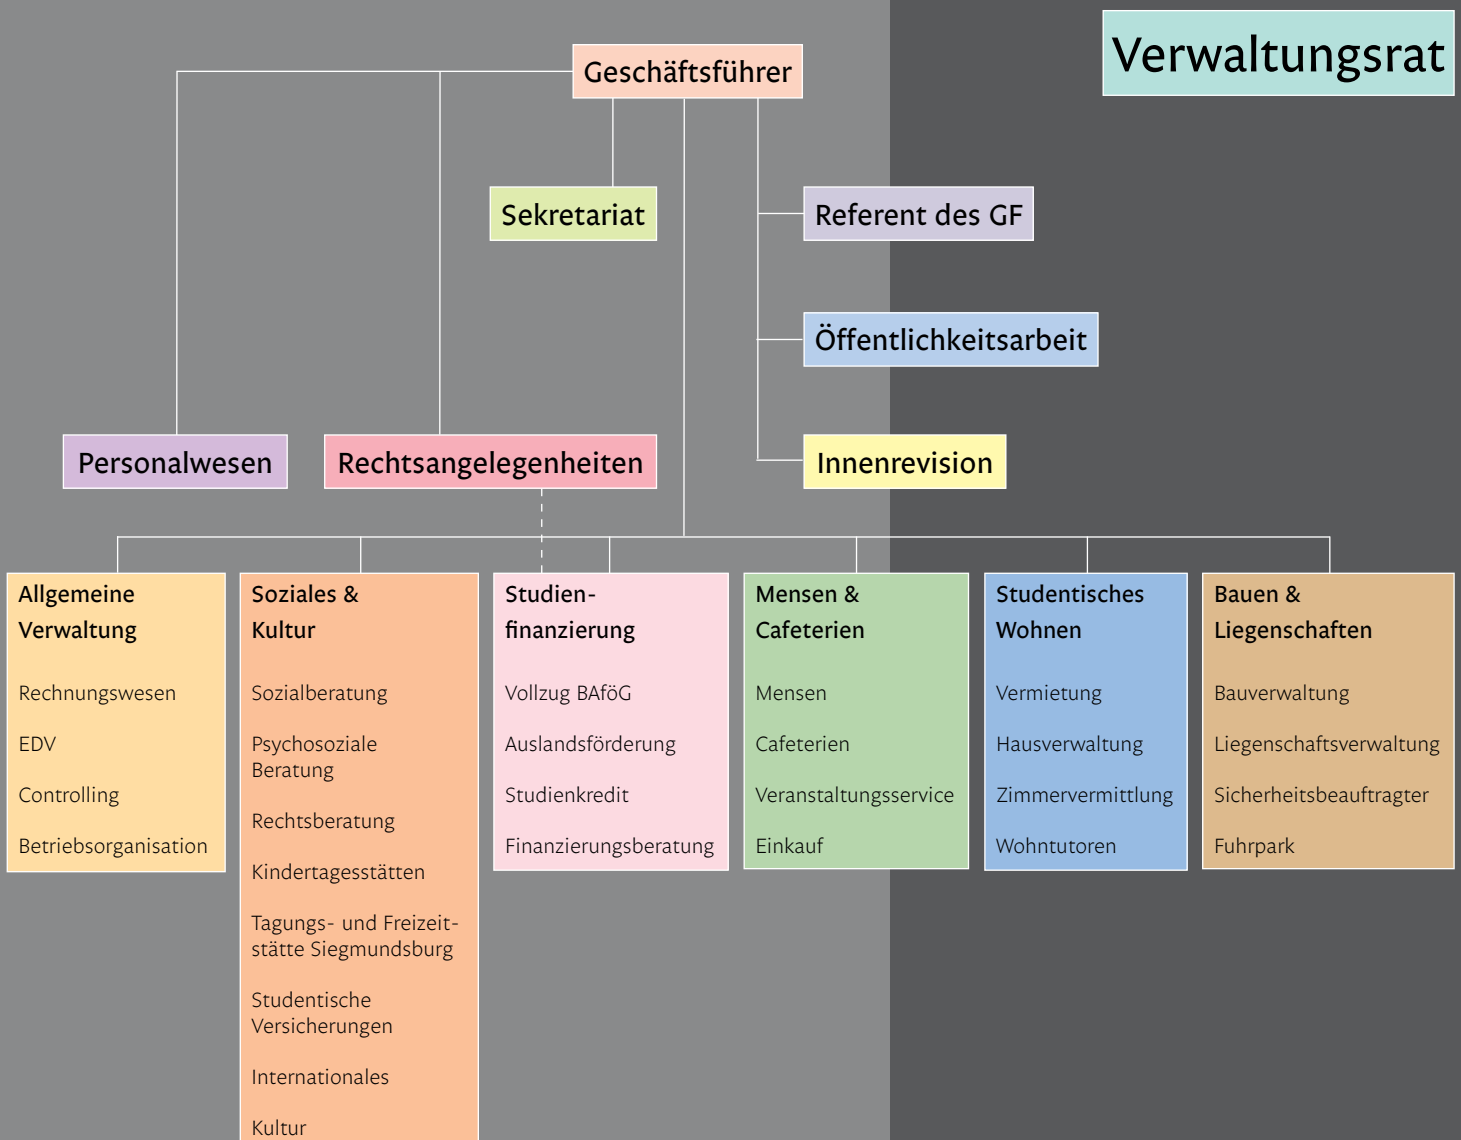 Verwaltungsrat
Geschäftsführer
Sekretariat
Referent des GF
Öffentlichkeitsarbeit
Personalwesen
Rechtsangelegenheiten
Innenrevision
Allgemeine
Verwaltung
Rechnungswesen
EDV
Controlling
Betriebsorganisation
Soziales &
Kultur
Sozialberatung
Psychosoziale
Beratung
Rechtsberatung
Kindertagesstätten
Tagungs- und Freizeit-
stätte Siegmundsburg
Studentische
Versicherungen
Internationales
Kultur
Studien-
finanzierung
Vollzug BAföG
Auslandsförderung
Studienkredit
Finanzierungsberatung
Mensen &
Cafeterien
Mensen
Cafeterien
Veranstaltungsservice
Einkauf
Studentisches
Wohnen
Vermietung
Hausverwaltung
Zimmervermittlung
Wohntutoren
Bauen &
Liegenschaften
Bauverwaltung
Liegenschaftsverwaltung
Sicherheitsbeauftragter
Fuhrpark